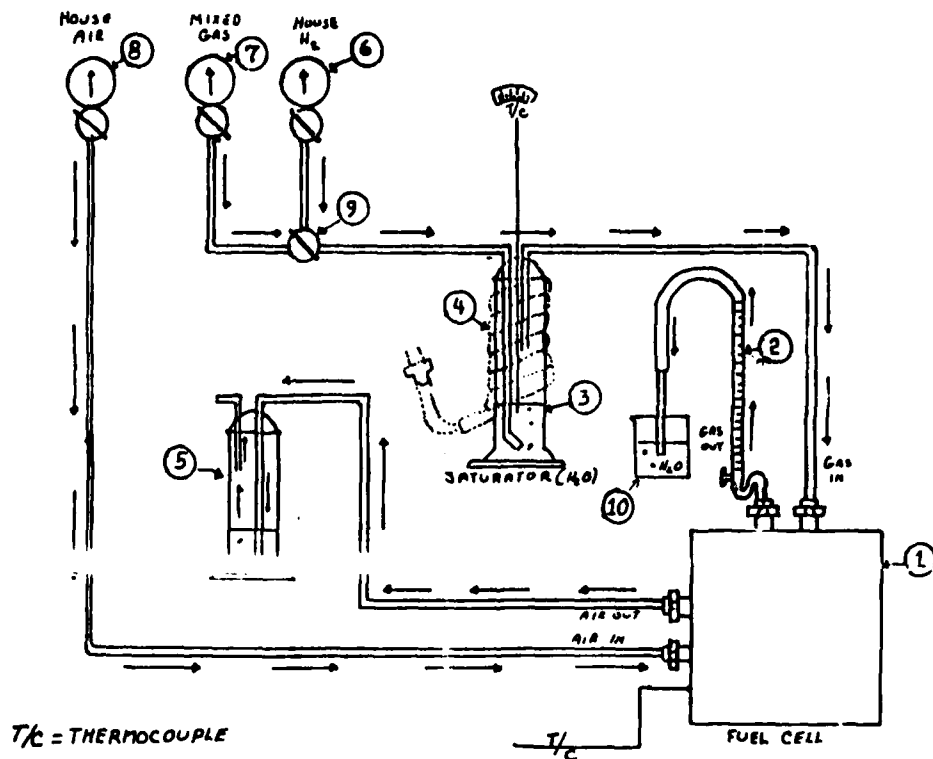 HOUSE
AIR
8
MIXED
GAS
7
HOUSE
H2
6
T/C
9
4
2
3
5
GAS
OUT
GAS
IN
H2O
SATURATOR (H2O)
10
1
AIR OUT
AIR IN
T/C = THERMOCOUPLE
T/C
FUEL CELL